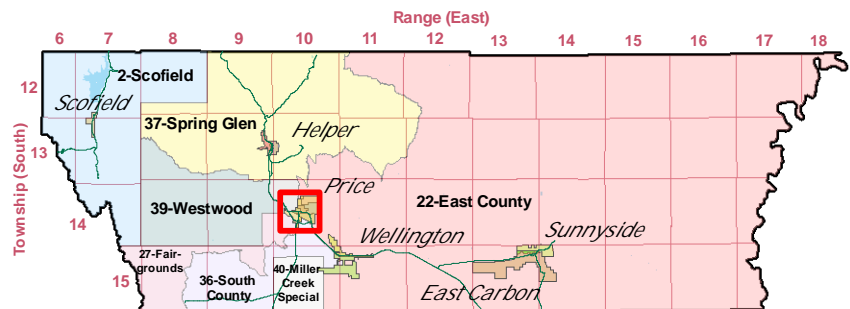 Range (East)
6 7 8 9 10 11 12 13 14 15 16 17 18
Township (South)
12
13
14
15
2-Scofield
Scofield
37-Spring Glen
Helper
Price
39-Westwood
22-East County
Wellington
Sunnyside
27-Fair-
grounds
36-South
County
40-Miller
Creek
Special
East Carbon